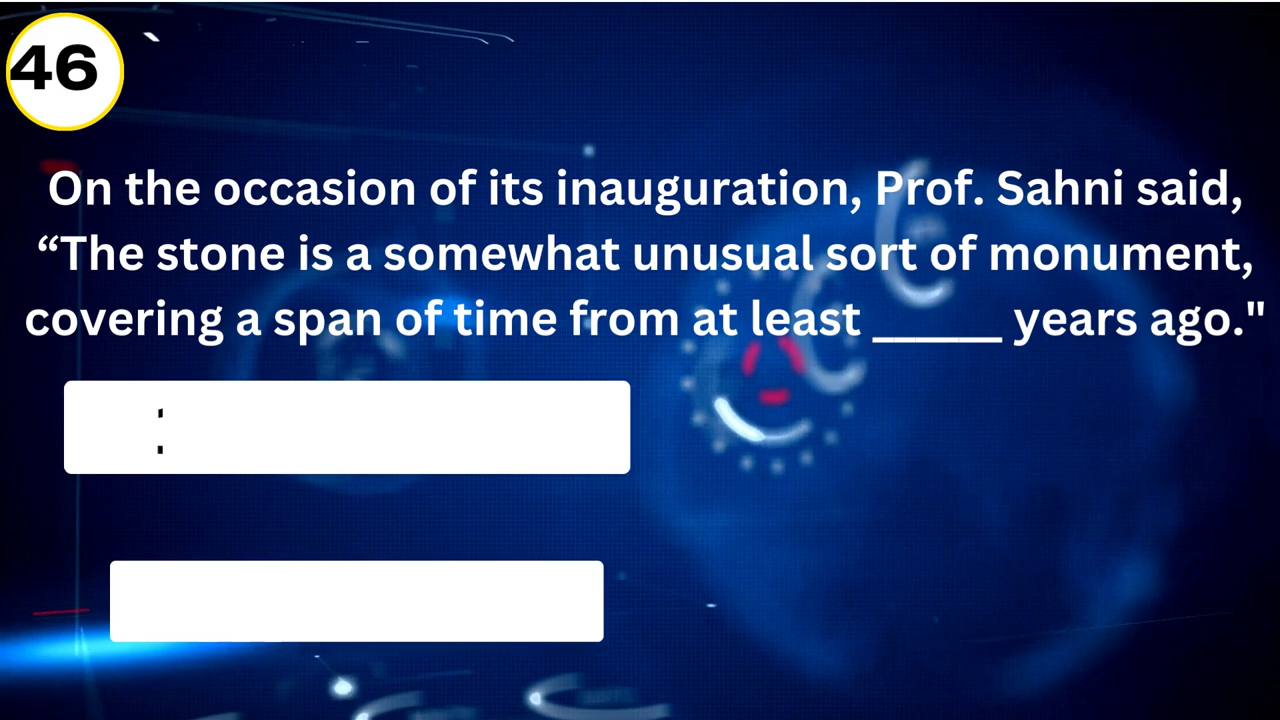 46
On the occasion of its inauguration, Prof. Sahni said,
“The stone is a somewhat unusual sort of monument,
covering a span of time from at least ______ years ago."
: